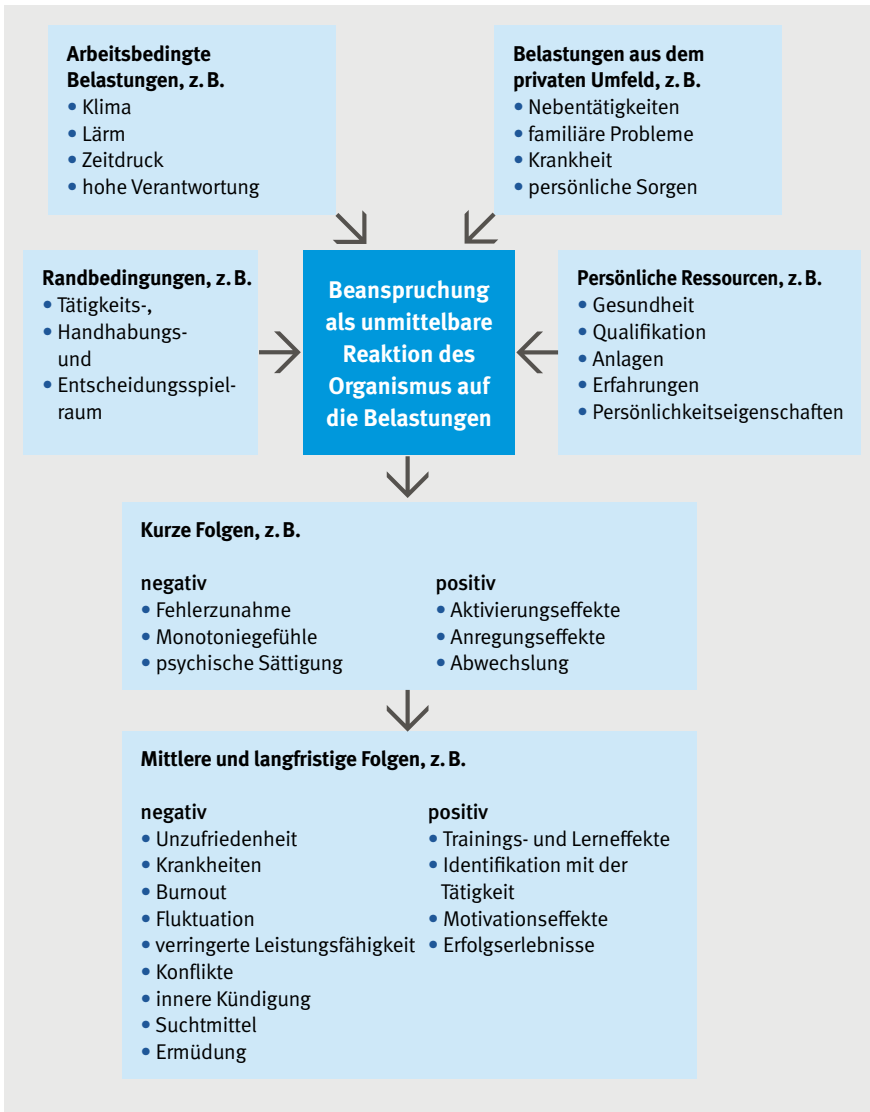 Arbeitsbedingte
Belastungen, z. B.
• Klima
• Lärm
• Zeitdruck
• hohe Verantwortung
Belastungen aus dem
privaten Umfeld, z. B.
• Nebentätigkeiten
• familiäre Probleme
• Krankheit
• persönliche Sorgen
Randbedingungen, z. B.
• Tätigkeits-,
• Handhabungs-
und
• Entscheidungsspiel-
raum
Beanspruchung
als unmittelbare
Reaktion des
Organismus auf
die Belastungen
Persönliche Ressourcen, z. B.
• Gesundheit
• Qualifikation
• Anlagen
• Erfahrungen
• Persönlichkeitseigenschaften
Kurze Folgen, z. B.
negativ
• Fehlerzunahme
• Monotoniegefühle
• psychische Sättigung
positiv
• Aktivierungseffekte
• Anregungseffekte
• Abwechslung
Mittlere und langfristige Folgen, z. B.
negativ
• Unzufriedenheit
• Krankheiten
• Burnout
• Fluktuation
• verringerte Leistungsfähigkeit
• Konflikte
• innere Kündigung
• Suchtmittel
• Ermüdung
positiv
• Trainings- und Lerneffekte
• Identifikation mit der
Tätigkeit
• Motivationseffekte
• Erfolgserlebnisse